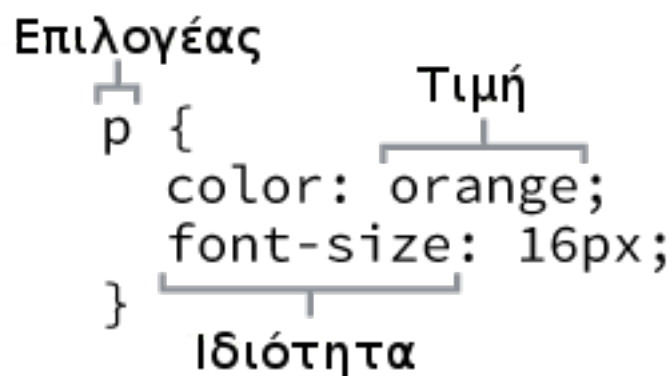 Επιλογέας
Τιμή
p {
color: orange;
font-size: 16px;
}
Ιδιότητα